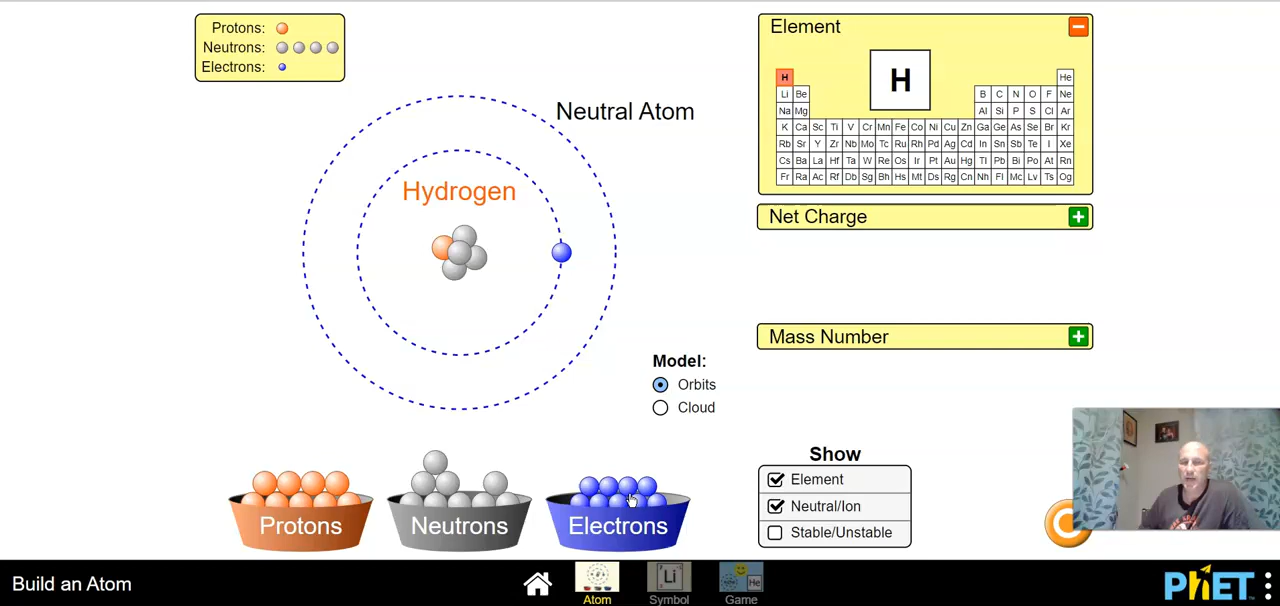 Protons:
Neutrons:
Electrons:
Neutral Atom
Hydrogen
Element
H
H He
Li Be B C N O F Ne
Na Mg Al Si P S Cl Ar
K Ca Sc Ti V Cr Mn Fe Co Ni Cu Zn Ga Ge As Se Br Kr
Rb Sr Y Zr Nb Mo Tc Ru Rh Pd Ag Cd In Sn Sb Te I Xe
Cs Ba La Hf Ta W Re Os Ir Pt Au Hg Tl Pb Bi Po At Rn
Fr Ra Ac Rf Db Sg Bh Hs Mt Ds Rg Cn Nh Fl Mc Lv Ts Og
Net Charge
Mass Number
Model:
Orbits
Cloud
Protons
Neutrons
Electrons
Show
Element
Neutral/Ion
Stable/Unstable
Build an Atom
Li
He
Atom
Symbol
Game
PhET